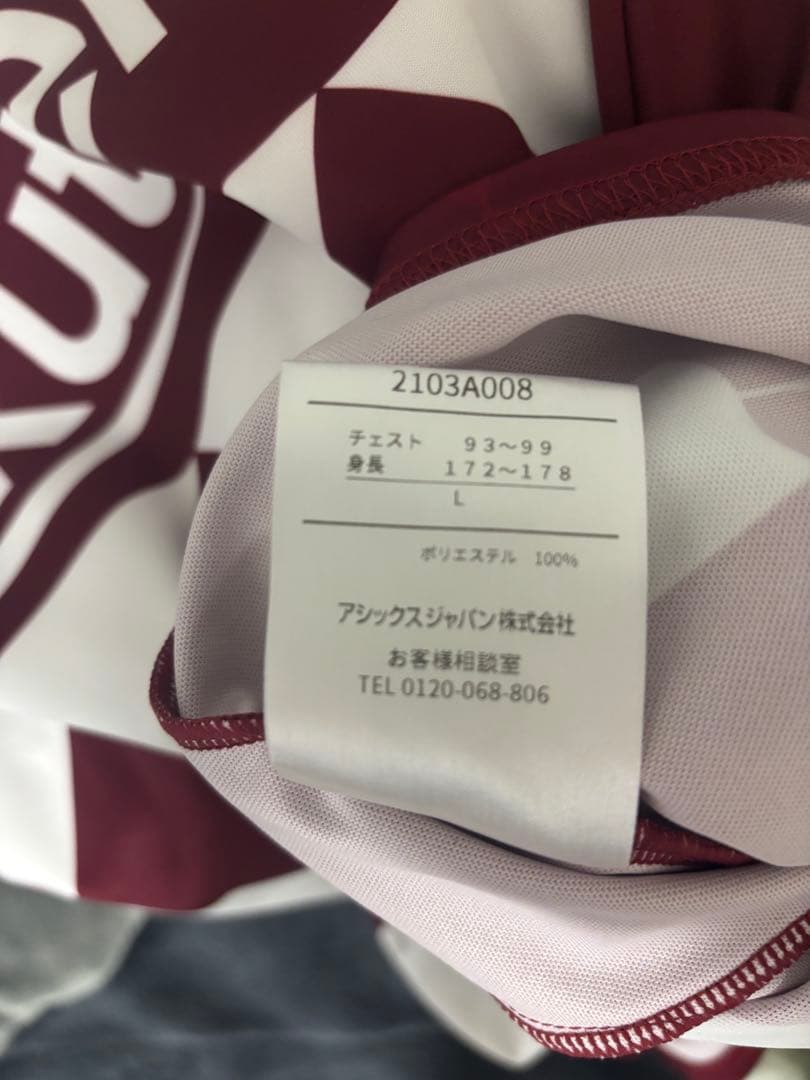 2103A008
チェスト 93～99
身長 172～178
L
ポリエステル 100%
アシックスジャパン株式会社
お客様相談室
TEL 0120-068-806